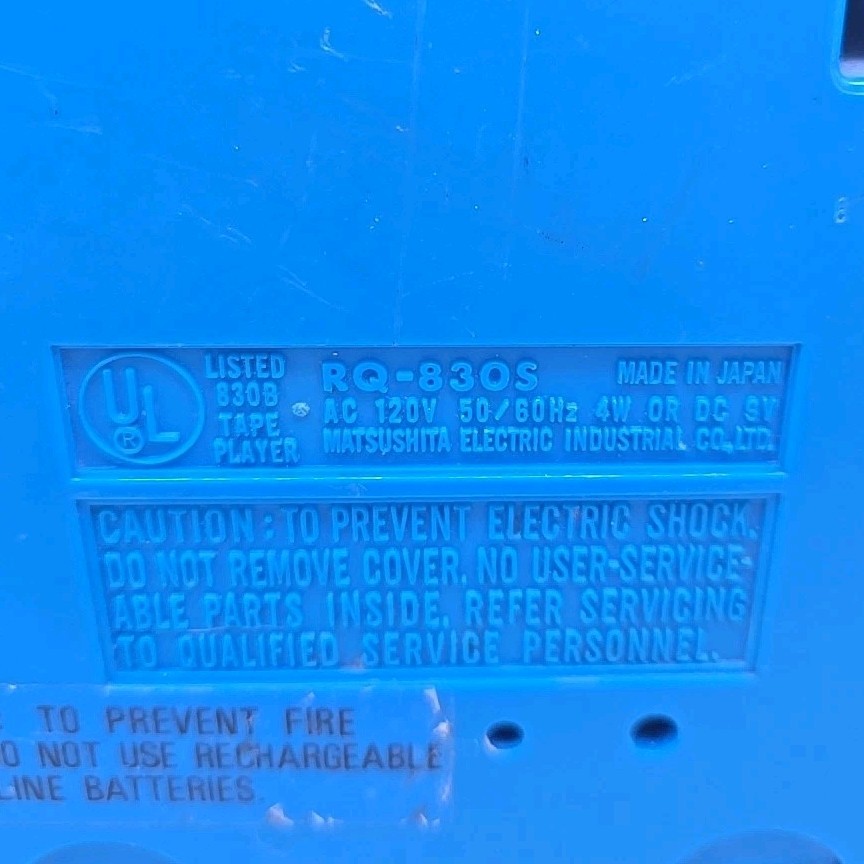 UL
®
LISTED
830B
TAPE
PLAYER
RQ-830S MADE IN JAPAN
AC 120V 50/60Hz 4W OR DC 9V
MATSUSHITA ELECTRIC INDUSTRIAL CO.,LTD.
CAUTION: TO PREVENT ELECTRIC SHOCK,
DO NOT REMOVE COVER. NO USER-SERVICE-
ABLE PARTS INSIDE. REFER SERVICING
TO QUALIFIED SERVICE PERSONNEL.
: TO PREVENT FIRE
O NOT USE RECHARGEABLE
LINE BATTERIES.